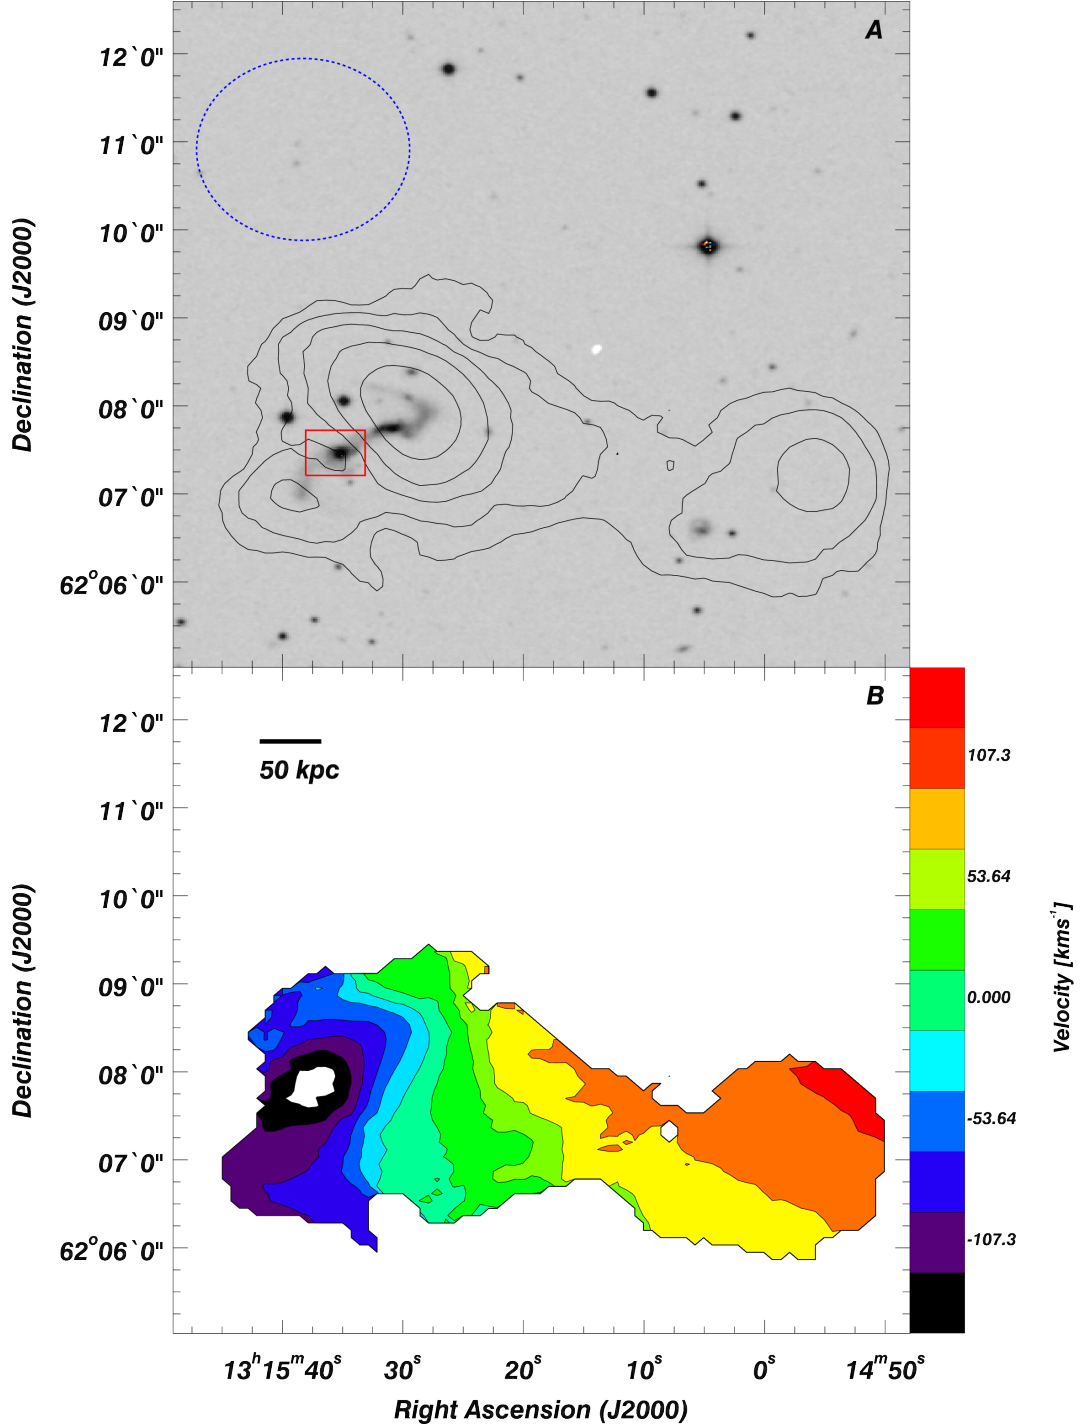 A
12`0"
11`0"
10`0"
09`0"
08`0"
07`0"
62°06`0"
Declination (J2000)
B
50 kpc
12`0"
11`0"
10`0"
09`0"
08`0"
07`0"
62°06`0"
Declination (J2000)
107.3
53.64
0.000
-53.64
-107.3
Velocity [kms⁻¹]
13ʰ15ᵐ40ˢ 30ˢ 20ˢ 10ˢ 0ˢ 14ᵐ50ˢ
Right Ascension (J2000)